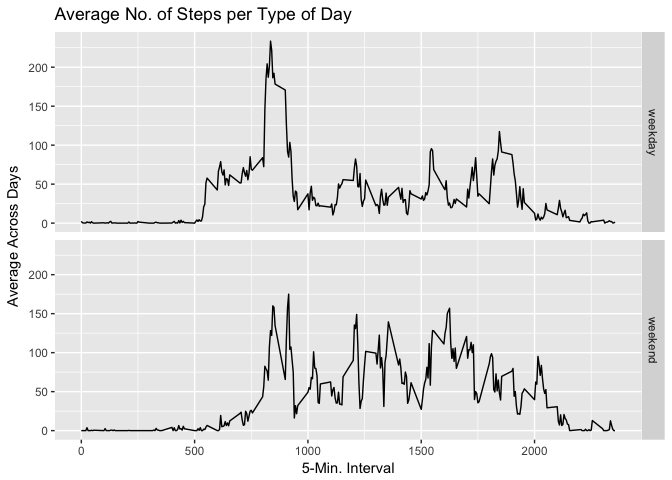 Average No. of Steps per Type of Day
Average Across Days
200
150
100
50
0
weekday
200
150
100
50
0
weekend
0 500 1000 1500 2000
5-Min. Interval